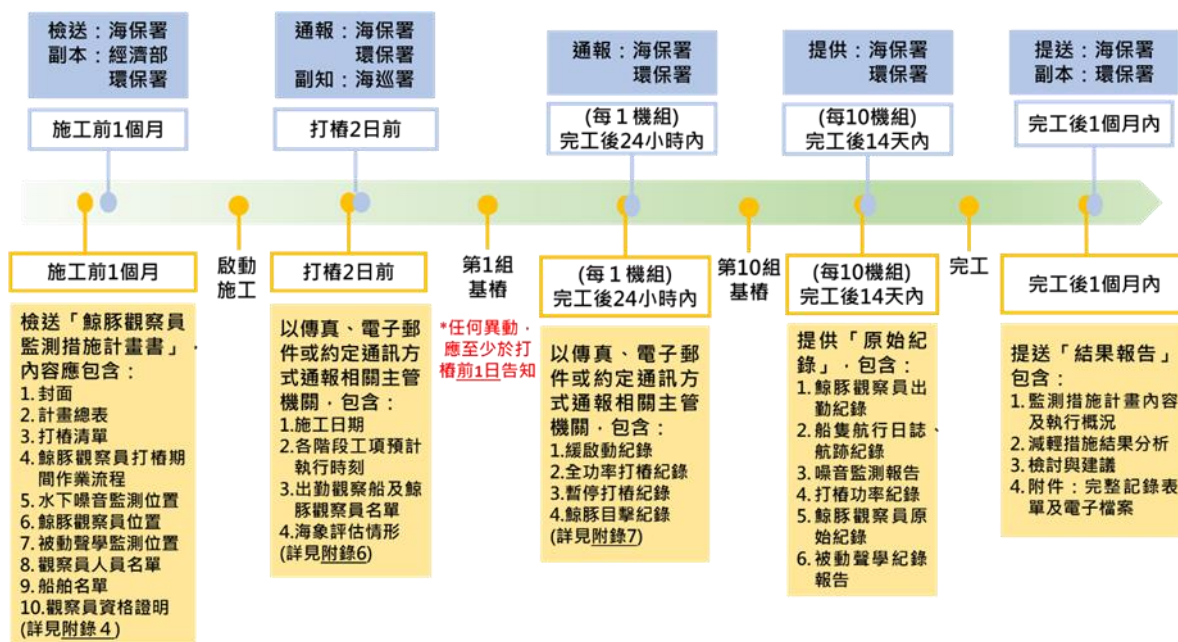 檢送：海保署
副本：經濟部
環保署
通報：海保署
環保署
副知：海巡署
通報：海保署
環保署
提供：海保署
環保署
提送：海保署
副本：環保署
施工前1個月
打樁2日前
(每1機組)
完工後24小時內
(每10機組)
完工後14天內
完工後1個月內
施工前1個月
啟動
施工
打樁2日前
第1組
基樁
*任何異動，
應至少於打
樁前1日告知
(每1機組)
完工後24小時內
第10組
基樁
(每10機組)
完工後14天內
完工
完工後1個月內
檢送「鯨豚觀察員
監測措施計畫書」，
內容應包含：
1.封面
2.計畫總表
3.打樁清單
4.鯨豚觀察員打樁期
間作業流程
5.水下噪音監測位置
6.鯨豚觀察員位置
7.被動聲學監測位置
8.觀察員人員名單
9.船舶名單
10.觀察員資格證明
(詳見附錄4)
以傳真、電子郵
件或約定通訊方
式通報相關主管
機關，包含：
1.施工日期
2.各階段工項預計
執行時刻
3.出勤觀察船及鯨
豚觀察員名單
4.海象評估情形
(詳見附錄6)
以傳真、電子郵
件或約定通訊方
式通報相關主管
機關，包含：
1.緩啟動紀錄
2.全功率打樁紀錄
3.暫停打樁紀錄
4.鯨豚目擊紀錄
(詳見附錄7)
提供「原始紀
錄」，包含：
1.鯨豚觀察員出
勤紀錄
2.船隻航行日誌、
航跡紀錄
3.噪音監測報告
4.打樁功率紀錄
5.鯨豚觀察員原
始紀錄
6.被動聲學紀錄
報告
提送「結果報告」
包含：
1.監測措施計畫內容
及執行概況
2.減輕措施結果分析
3.檢討與建議
4.附件：完整記錄表
單及電子檔案